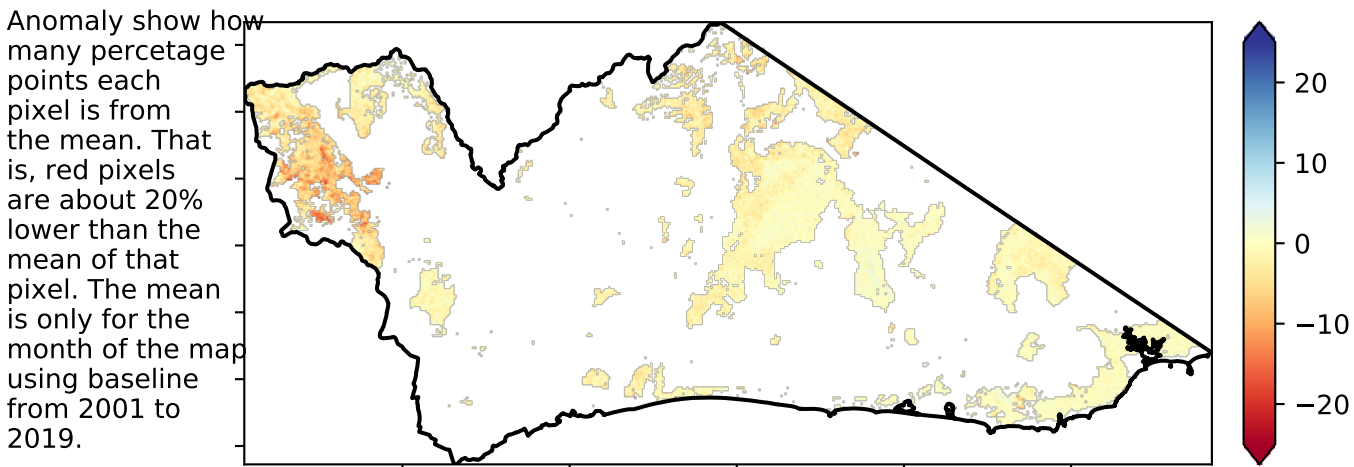 Anomaly show how
many percetage
points each
pixel is from
the mean. That
is, red pixels
are about 20%
lower than the
mean of that
pixel. The mean
is only for the
month of the map
using baseline
from 2001 to
2019.
20
10
0
−10
−20